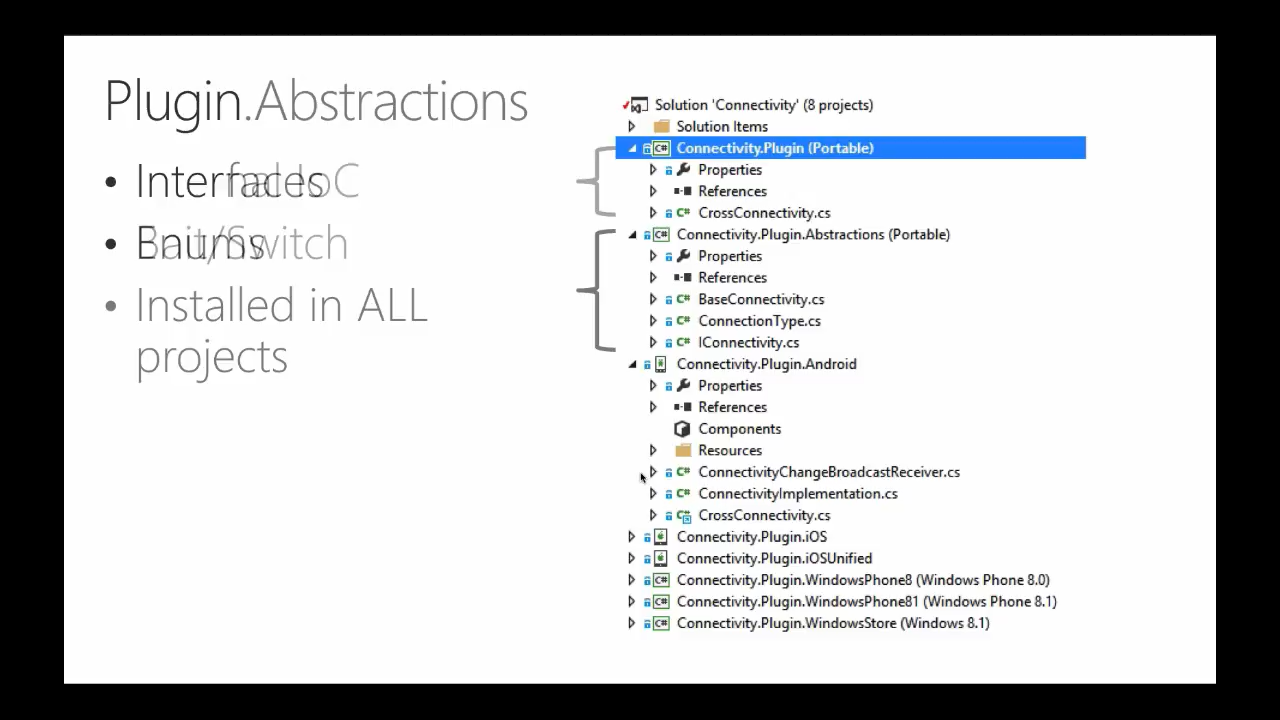 Plugin.Abstractions
• Interfaces
• Enums
• Installed in ALL
projects
Solution 'Connectivity' (8 projects)
Solution Items
Connectivity.Plugin (Portable)
Properties
References
CrossConnectivity.cs
Connectivity.Plugin.Abstractions (Portable)
Properties
References
BaseConnectivity.cs
ConnectionType.cs
IConnectivity.cs
Connectivity.Plugin.Android
Properties
References
Components
Resources
ConnectivityChangeBroadcastReceiver.cs
ConnectivityImplementation.cs
CrossConnectivity.cs
Connectivity.Plugin.iOS
Connectivity.Plugin.iOSUnified
Connectivity.Plugin.WindowsPhone8 (Windows Phone 8.0)
Connectivity.Plugin.WindowsPhone81 (Windows Phone 8.1)
Connectivity.Plugin.WindowsStore (Windows 8.1)